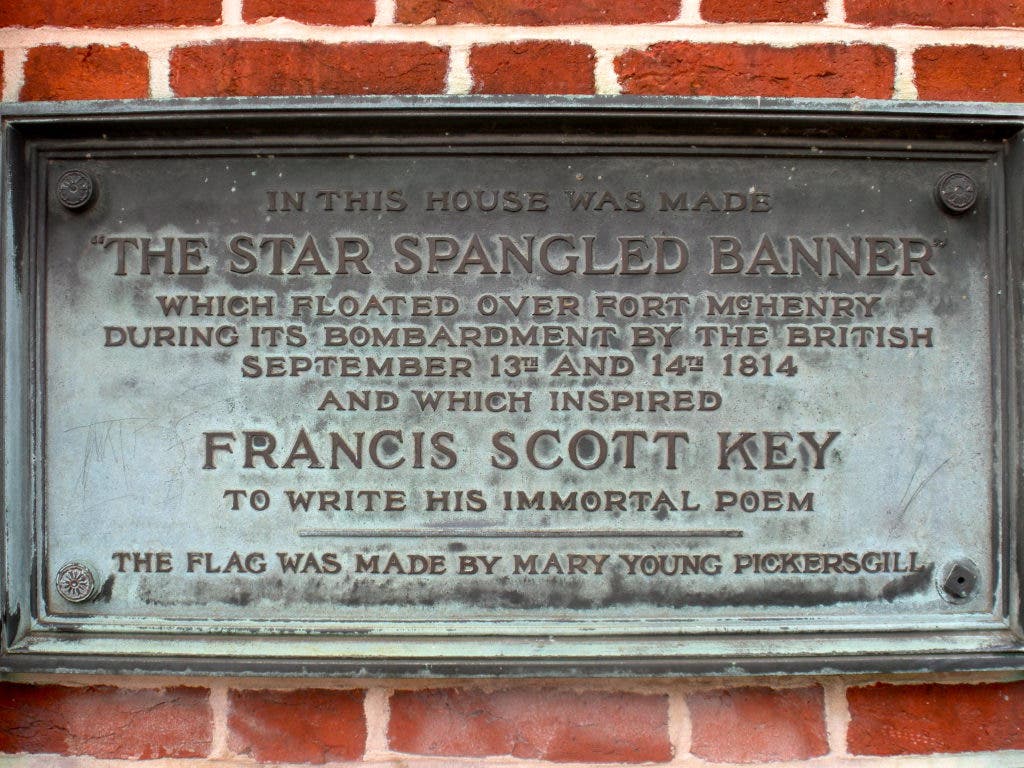 IN THIS HOUSE WAS MADE
"THE STAR SPANGLED BANNER"
WHICH FLOATED OVER FORT McHENRY
DURING ITS BOMBARDMENT BY THE BRITISH
SEPTEMBER 13TH AND 14TH 1814
AND WHICH INSPIRED
FRANCIS SCOTT KEY
TO WRITE HIS IMMORTAL POEM
THE FLAG WAS MADE BY MARY YOUNG PICKERSGILL